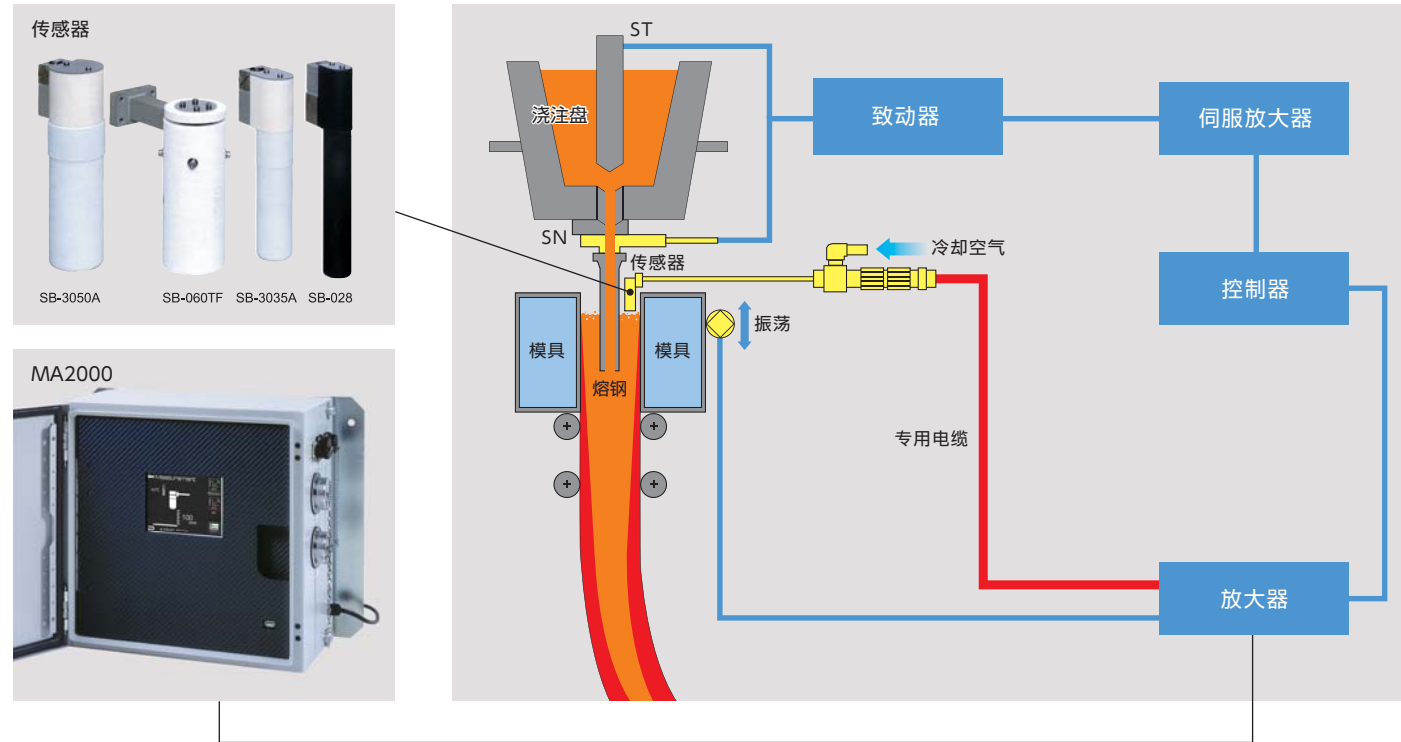 传感器
SB-3050A
SB-060TF
SB-3035A
SB-028
MA2000
Measurement
100
ST
浇注盘
致动器
伺服放大器
SN
传感器
冷却空气
控制器
振荡
模具
模具
熔钢
专用电缆
放大器